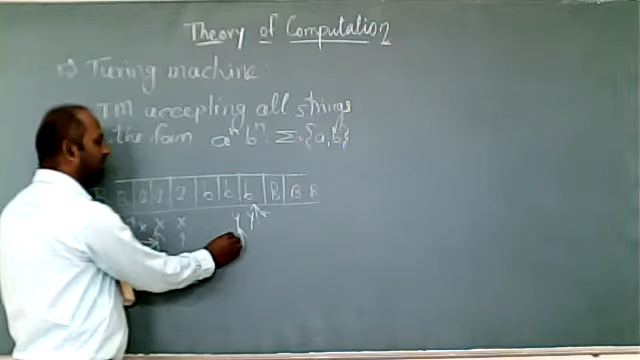 Theory of Computation
Turing machine
TM accepting all strings
the form aⁿ bⁿ. Σ={a,b}
B B a a a b b b B B B
x x x y y